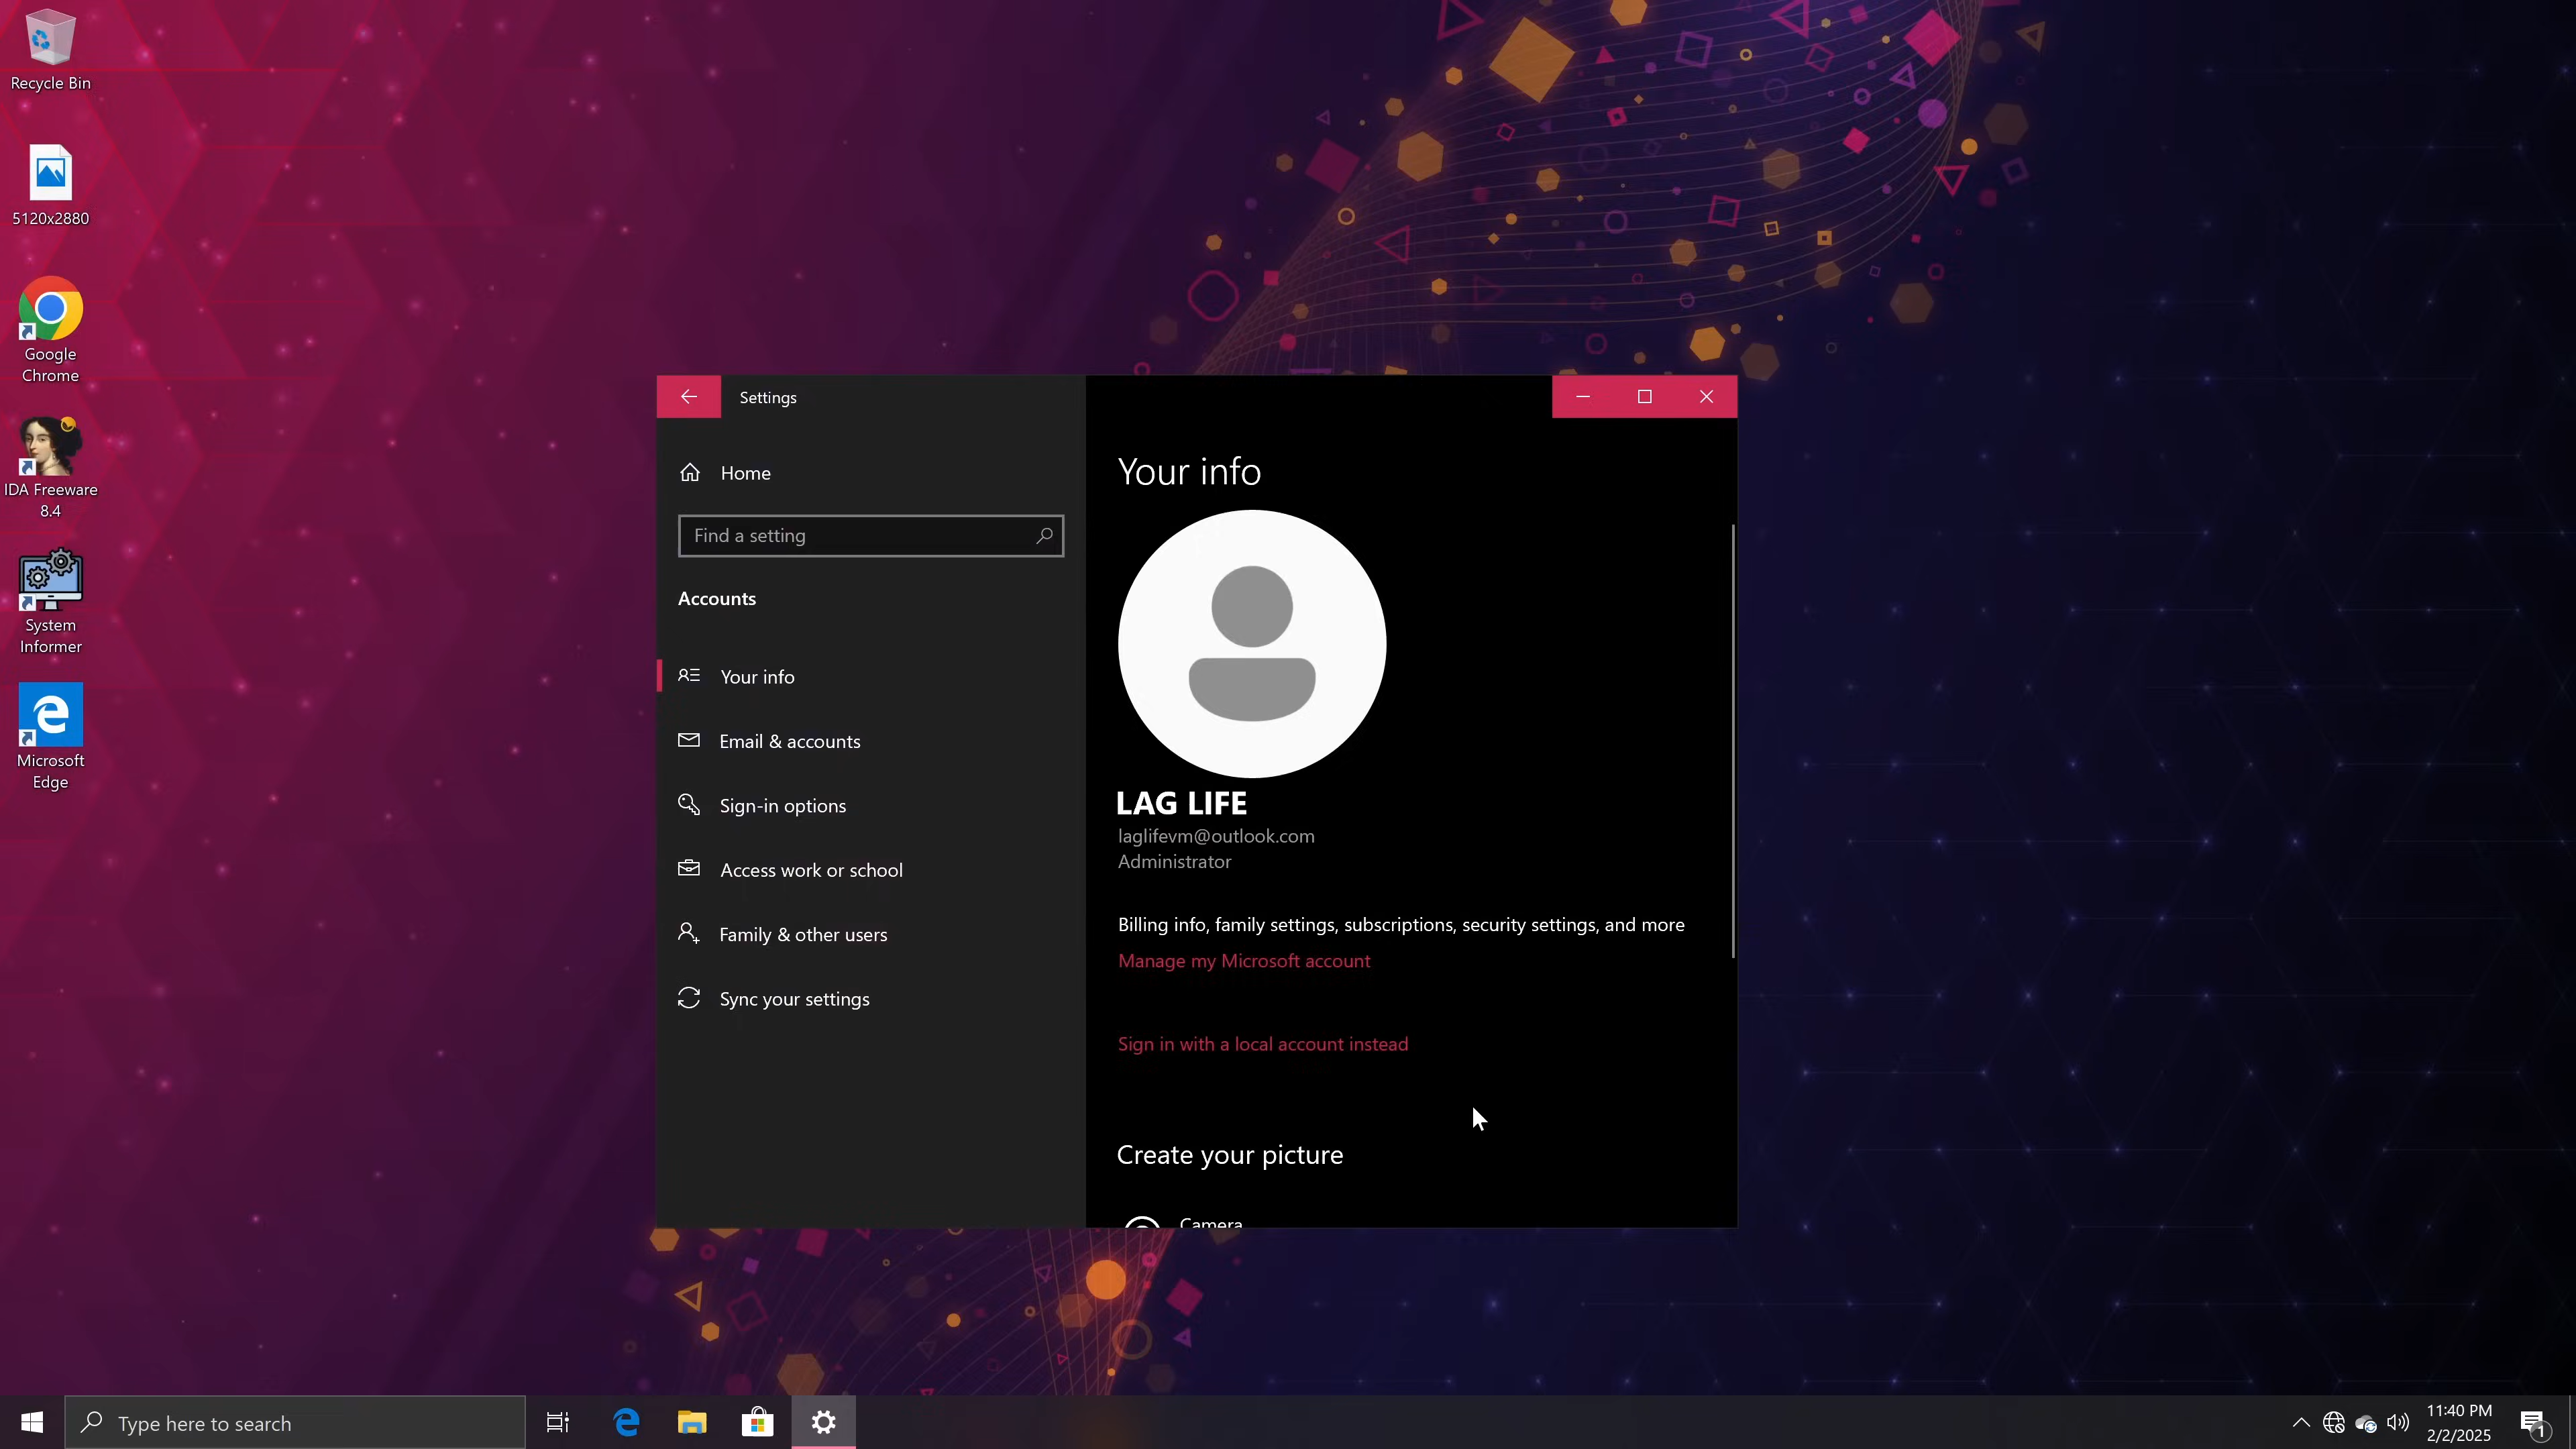 Recycle Bin
5120x2880
Google
Chrome
IDA Freeware
8.4
System
Informer
Microsoft
Edge
Settings
Home
Find a setting
Accounts
Your info
Email & accounts
Sign-in options
Access work or school
Family & other users
Sync your settings
Your info
LAG LIFE
laglifevm@outlook.com
Administrator
Billing info, family settings, subscriptions, security settings, and more
Manage my Microsoft account
Sign in with a local account instead
Create your picture
Camera
Type here to search
11:40 PM
2/2/2025
1